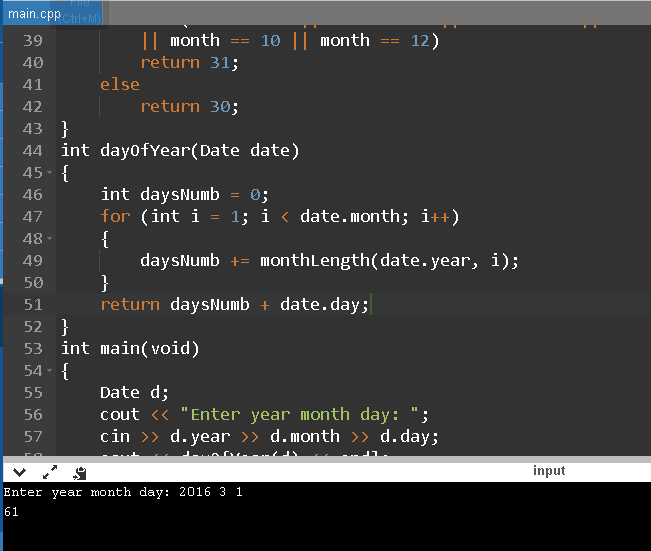 main.cpp
File
(Ctrl+M)
39 || month == 10 || month == 12)
40 return 31;
41 else
42 return 30;
43 }
44 int dayOfYear(Date date)
45 {
46 int daysNumb = 0;
47 for (int i = 1; i < date.month; i++)
48 {
49 daysNumb += monthLength(date.year, i);
50 }
51 return daysNumb + date.day;
52 }
53 int main(void)
54 {
55 Date d;
56 cout << "Enter year month day: ";
57 cin >> d.year >> d.month >> d.day;
58 cout << dayOfYear(d) << endl;
input
Enter year month day: 2016 3 1
61